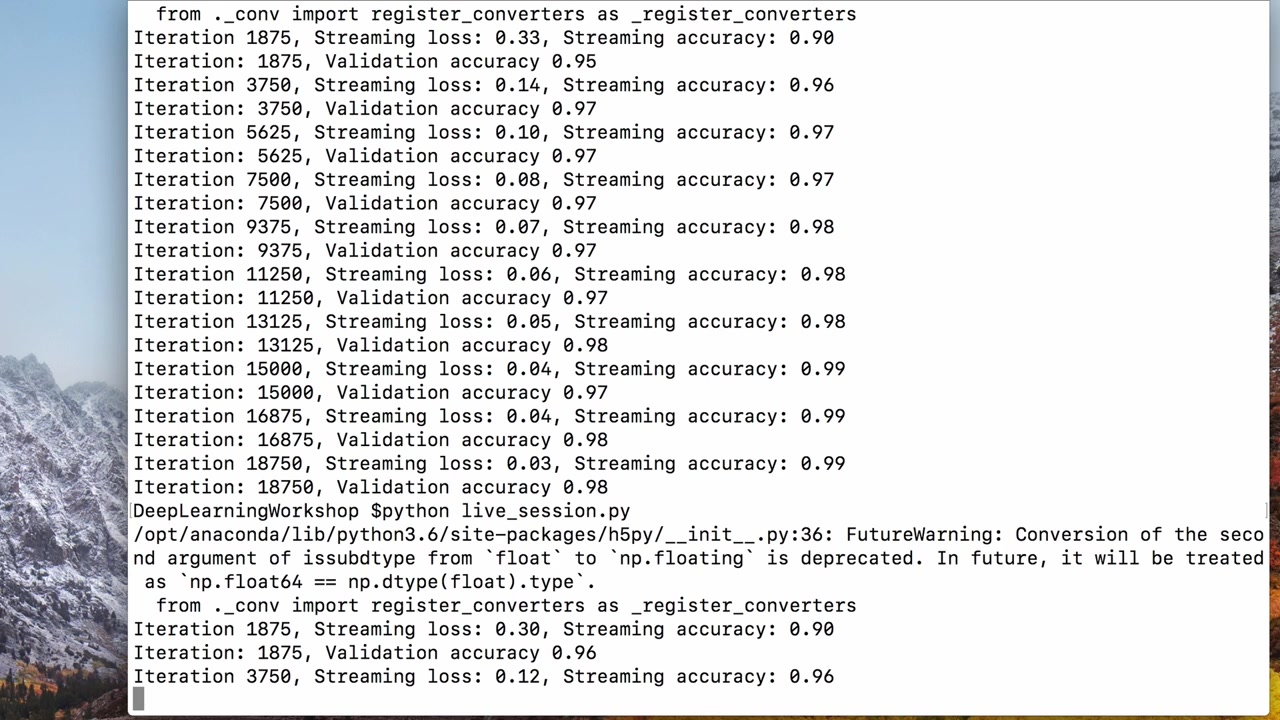 from ._conv import register_converters as _register_converters
Iteration 1875, Streaming loss: 0.33, Streaming accuracy: 0.90
Iteration: 1875, Validation accuracy 0.95
Iteration 3750, Streaming loss: 0.14, Streaming accuracy: 0.96
Iteration: 3750, Validation accuracy 0.97
Iteration 5625, Streaming loss: 0.10, Streaming accuracy: 0.97
Iteration: 5625, Validation accuracy 0.97
Iteration 7500, Streaming loss: 0.08, Streaming accuracy: 0.97
Iteration: 7500, Validation accuracy 0.97
Iteration 9375, Streaming loss: 0.07, Streaming accuracy: 0.98
Iteration: 9375, Validation accuracy 0.97
Iteration 11250, Streaming loss: 0.06, Streaming accuracy: 0.98
Iteration: 11250, Validation accuracy 0.97
Iteration 13125, Streaming loss: 0.05, Streaming accuracy: 0.98
Iteration: 13125, Validation accuracy 0.98
Iteration 15000, Streaming loss: 0.04, Streaming accuracy: 0.99
Iteration: 15000, Validation accuracy 0.97
Iteration 16875, Streaming loss: 0.04, Streaming accuracy: 0.99
Iteration: 16875, Validation accuracy 0.98
Iteration 18750, Streaming loss: 0.03, Streaming accuracy: 0.99
Iteration: 18750, Validation accuracy 0.98
DeepLearningWorkshop $python live_session.py
/opt/anaconda/lib/python3.6/site-packages/h5py/__init__.py:36: FutureWarning: Conversion of the seco
nd argument of issubdtype from `float` to `np.floating` is deprecated. In future, it will be treated
as `np.float64 == np.dtype(float).type`.
from ._conv import register_converters as _register_converters
Iteration 1875, Streaming loss: 0.30, Streaming accuracy: 0.90
Iteration: 1875, Validation accuracy 0.96
Iteration 3750, Streaming loss: 0.12, Streaming accuracy: 0.96